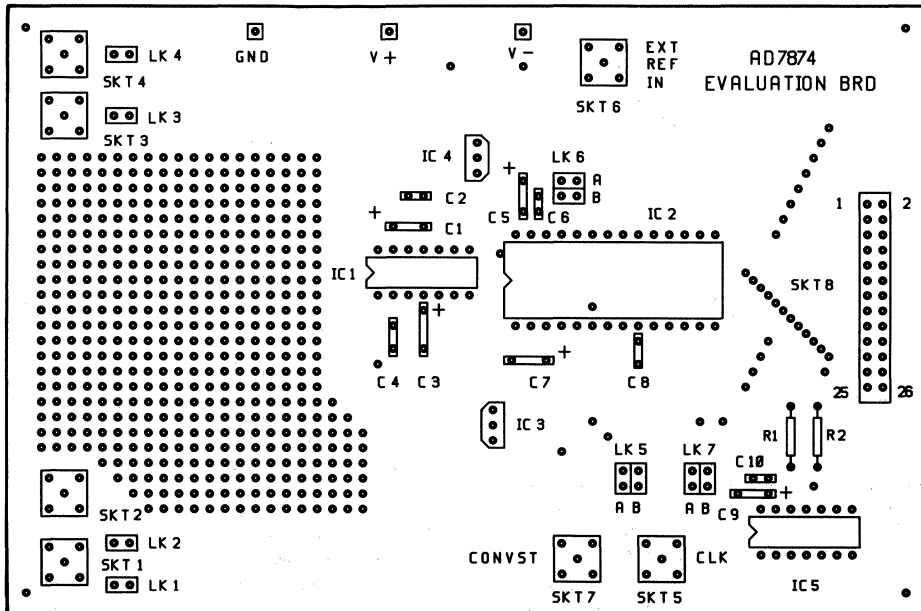 LK4
GND
V+
V-
EXT
REF
IN
AD7874
EVALUATION BRD
SKT4
SKT6
LK3
SKT3
IC4
+
LK6
A
B
C2
+
C1
C5
C6
IC2
1
2
IC1
SKT8
+
C4
C3
+
C7
C8
25
26
IC3
R1
R2
LK5
LK7
C10
+
A B
A B
C9
SKT2
LK2
SKT1
LK1
CONVST
CLK
SKT7
SKT5
IC5